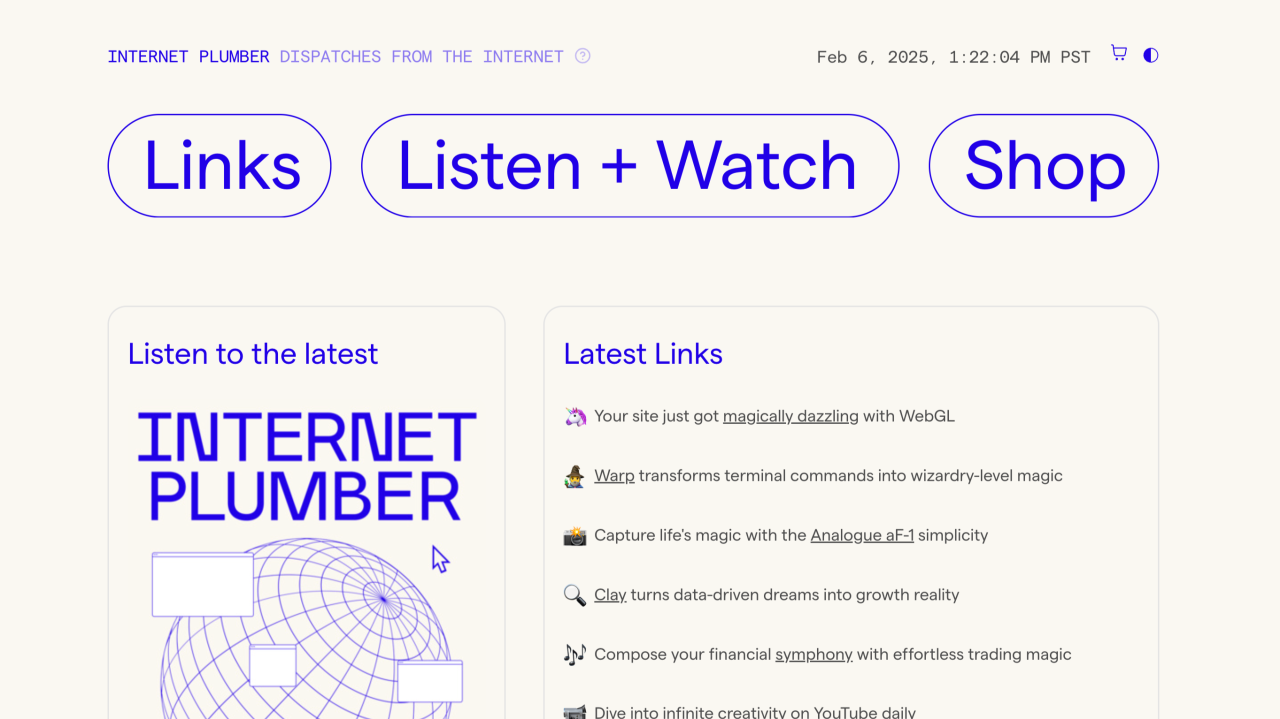 INTERNET PLUMBER DISPATCHES FROM THE INTERNET ?
Feb 6, 2025, 1:22:04 PM PST
Links
Listen + Watch
Shop
Listen to the latest
INTERNET
PLUMBER
Latest Links
Your site just got magically dazzling with WebGL
Warp transforms terminal commands into wizardry-level magic
Capture life's magic with the Analogue aF-1 simplicity
Clay turns data-driven dreams into growth reality
Compose your financial symphony with effortless trading magic
Dive into infinite creativity on YouTube daily